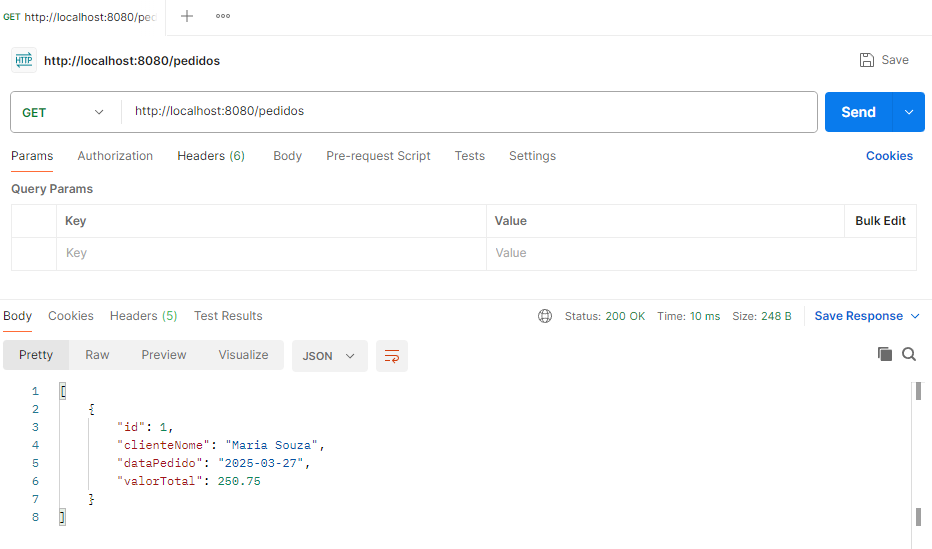 GET http://localhost:8080/ped
http://localhost:8080/pedidos
Save
GET http://localhost:8080/pedidos Send
Params Authorization Headers (6) Body Pre-request Script Tests Settings Cookies
Query Params
Key Value Bulk Edit
Key Value
Body Cookies Headers (5) Test Results Status: 200 OK Time: 10 ms Size: 248 B Save Response
Pretty Raw Preview Visualize JSON
1 [
2 {
3 "id": 1,
4 "clienteNome": "Maria Souza",
5 "dataPedido": "2025-03-27",
6 "valorTotal": 250.75
7 }
8 ]